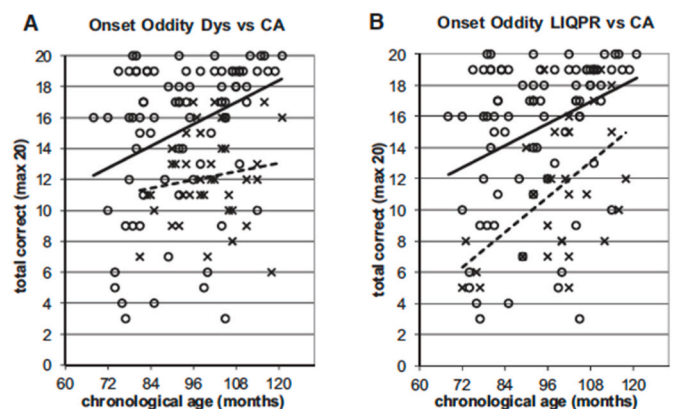 A
Onset Oddity Dys vs CA
total correct (max 20)
20
18
16
14
12
10
8
6
4
2
0
60 72 84 96 108 120
chronological age (months)
B
Onset Oddity LIQPR vs CA
total correct (max 20)
20
18
16
14
12
10
8
6
4
2
0
60 72 84 96 108 120
chronological age (months)